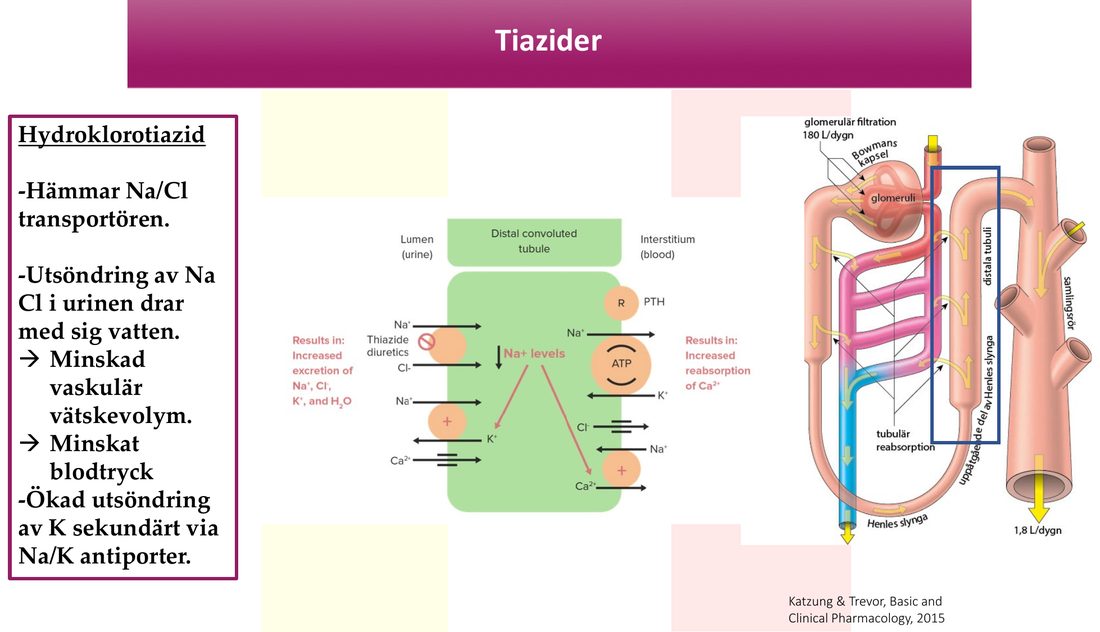 Tiazider
Hydroklorotiazid
-Hämmar Na/Cl
transportören.
-Utsöndring av Na
Cl i urinen drar
med sig vatten.
→ Minskad
vaskulär
vätskevolym.
→ Minskat
blodtryck
-Ökad utsöndring
av K sekundärt via
Na/K antiporter.
Lumen
(urine)
Distal convoluted
tubule
Interstitium
(blood)
Results in:
Increased
excretion of
Na⁺, Cl⁻,
K⁺, and H₂O
Na⁺
Thiazide
diuretics
Cl-
Na⁺
+
K⁺
Ca²⁺
↓ Na+ levels
R
PTH
Na⁺
ATP
K⁺
Cl⁻
Na⁺
+
Ca²⁺
Results in:
Increased
reabsorption
of Ca²⁺
glomerulär filtration
180 L/dygn
Bowmans
kapsel
glomeruli
distala tubuli
samlingsrör
uppåtgående del av Henles slynga
tubulär
reabsorption
Henles slynga
1,8 L/dygn
Katzung & Trevor, Basic and
Clinical Pharmacology, 2015